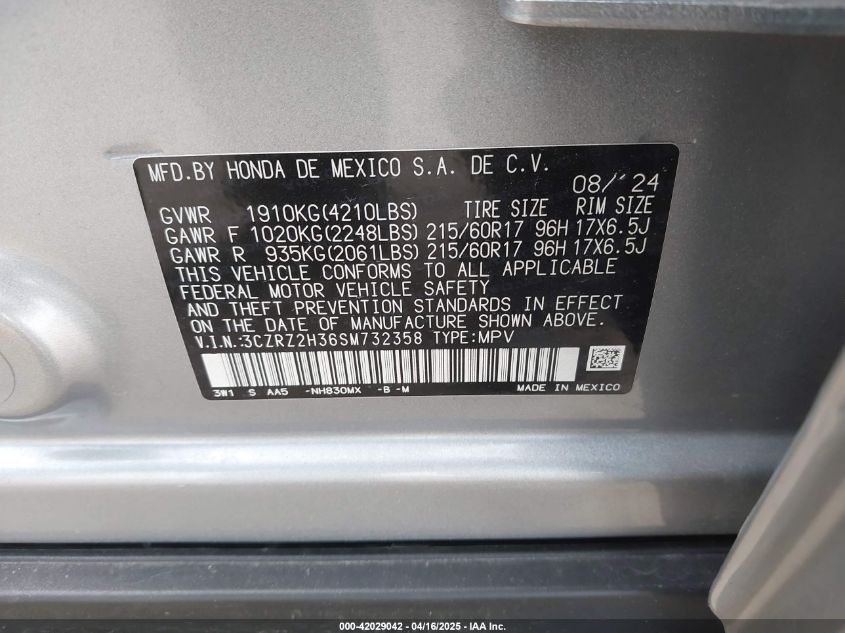 MFD.BY HONDA DE MEXICO S.A. DE C.V.
08/'24
GVWR 1910KG(4210LBS) TIRE SIZE RIM SIZE
GAWR F 1020KG(2248LBS) 215/60R17 96H 17X6.5J
GAWR R 935KG(2061LBS) 215/60R17 96H 17X6.5J
THIS VEHICLE CONFORMS TO ALL APPLICABLE
FEDERAL MOTOR VEHICLE SAFETY
AND THEFT PREVENTION STANDARDS IN EFFECT
ON THE DATE OF MANUFACTURE SHOWN ABOVE.
V.I.N:3CZRZ2H36SM732358 TYPE:MPV
3W1 S AA5 -NH830MX -B -M MADE IN MEXICO
000-42029042 - 04/16/2025 - IAA Inc.